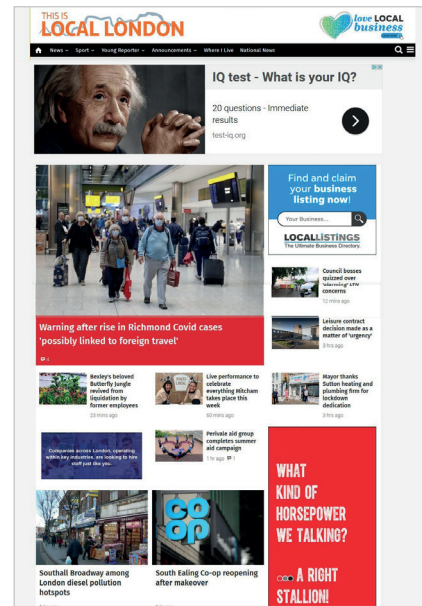 THIS IS
LOCAL LONDON
love LOCAL
business
News
Sport
Young Reporter
Announcements
Where I Live
National News
IQ test - What is your IQ?
20 questions - Immediate
results
test-iq.org
Find and claim
your business
listing now!
Your Business...
LOCALLISTINGS
The Ultimate Business Directory.
Warning after rise in Richmond Covid cases
'possibly linked to foreign travel'
4
Council bosses
quizzed over
concerns
12 mins ago
Leisure contract
decision made as a
matter of 'urgency'
3 hrs ago
Bexley's beloved
Butterfly Jungle
revived from
liquidation by
former employees
23 mins ago
Live performance to
celebrate
everything Mitcham
takes place this
week
60 mins ago
Mayor thanks
Sutton heating and
plumbing firm for
lockdown
dedication
3 hrs ago
Companies across London, operating
within key industries, are looking to hire
staff just like you.
Perivale aid group
completes summer
aid campaign
1 hr ago 1
co
op
WHAT
KIND OF
HORSEPOWER
WE TALKING?
A RIGHT
STALLION!
Southall Broadway among
London diesel pollution
hotspots
South Ealing Co-op reopening
after makeover